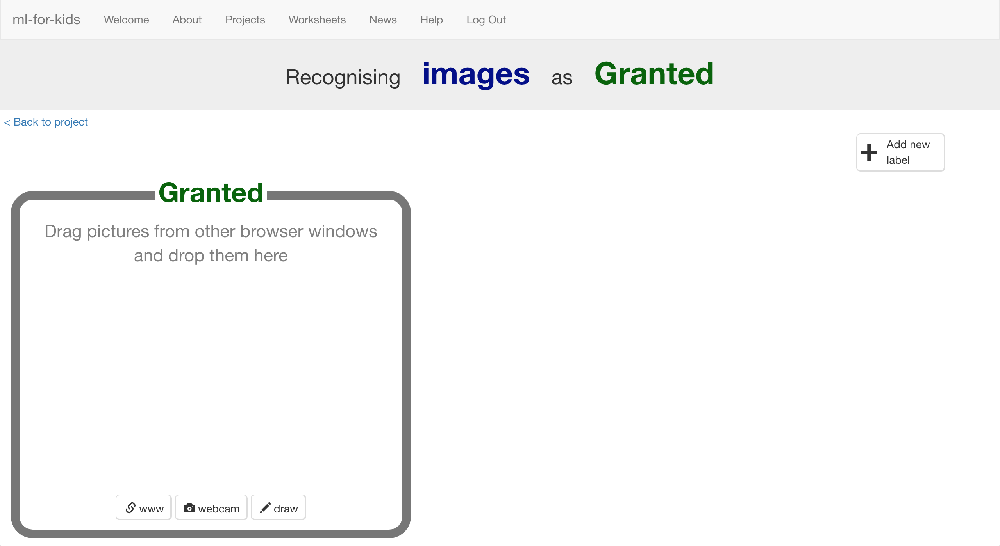 ml-for-kids Welcome About Projects Worksheets News Help Log Out
Recognising images as Granted
< Back to project
Add new
label
Granted
Drag pictures from other browser windows
and drop them here
www webcam draw